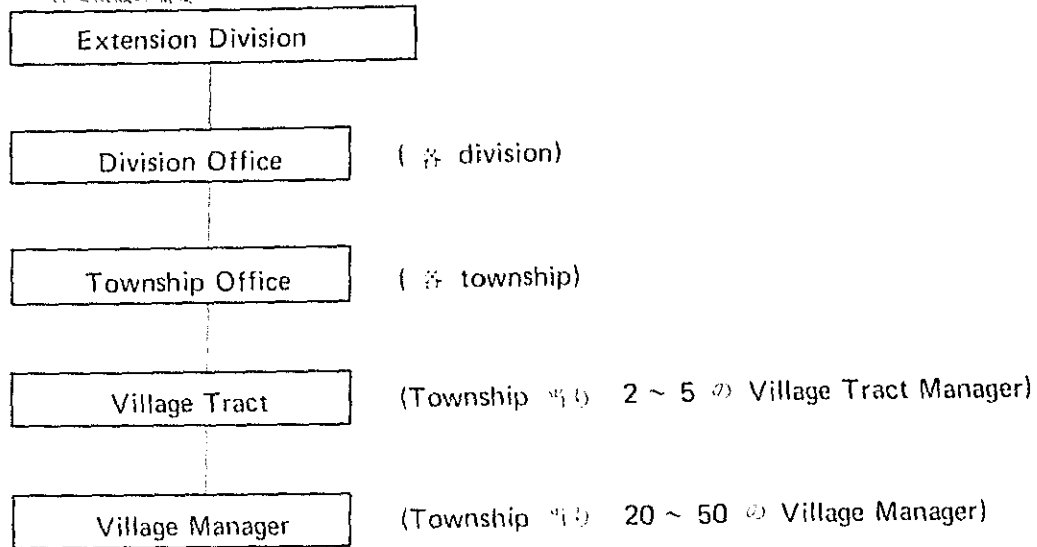 Extension Division
Division Office (各 division)
Township Office (各 township)
Village Tract (Township 当り 2 ~ 5 の Village Tract Manager)
Village Manager (Township 当り 20 ~ 50 の Village Manager)